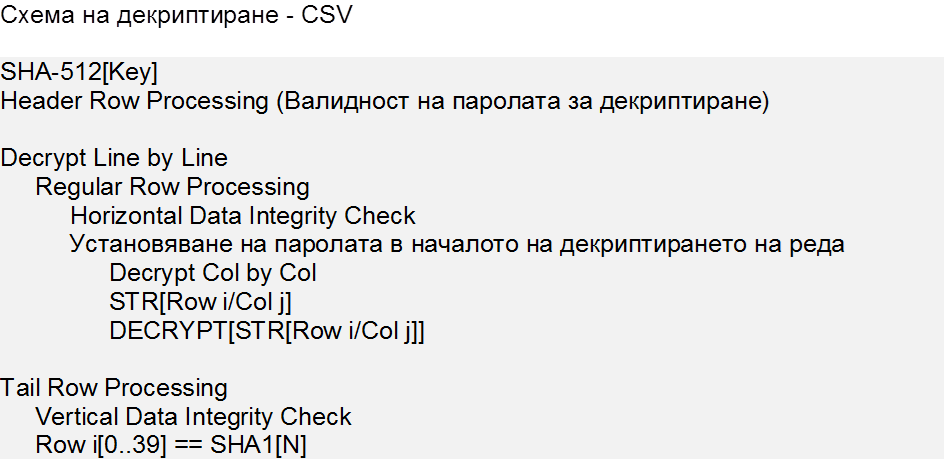 Схема на декриптиране - CSV
SHA-512[Key]
Header Row Processing (Валидност на паролата за декриптиране)
Decrypt Line by Line
Regular Row Processing
Horizontal Data Integrity Check
Установяване на паролата в началото на декриптирането на реда
Decrypt Col by Col
STR[Row i/Col j]
DECRYPT[STR[Row i/Col j]]
Tail Row Processing
Vertical Data Integrity Check
Row i[0..39] == SHA1[N]